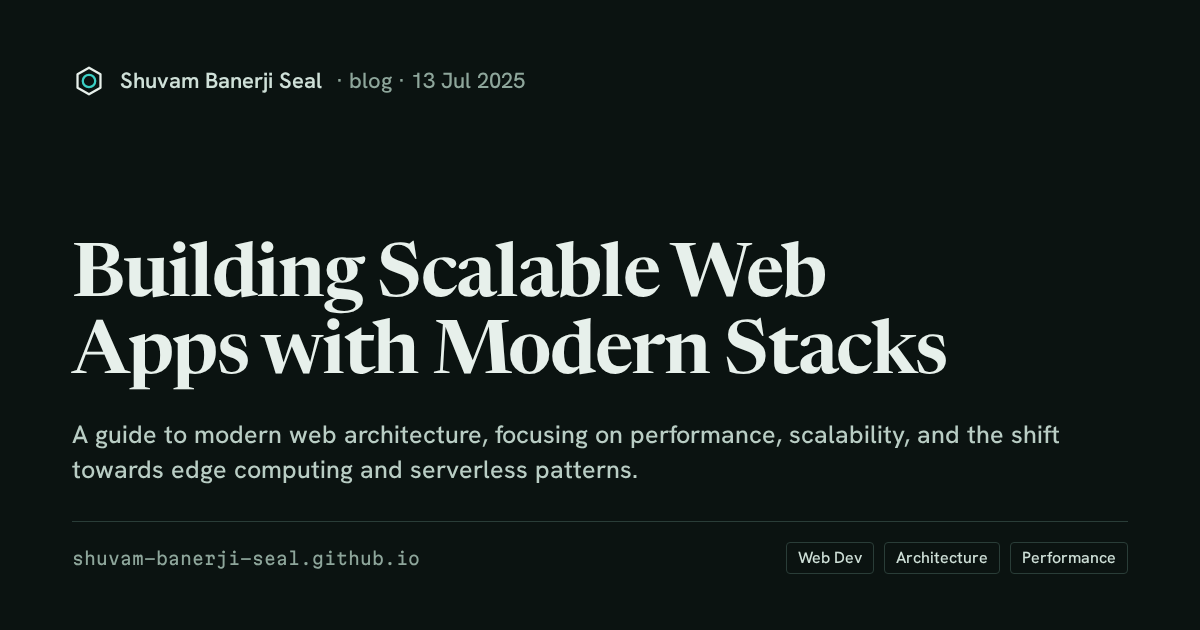 Shuvam Banerji Seal · blog · 13 Jul 2025
Building Scalable Web
Apps with Modern Stacks
A guide to modern web architecture, focusing on performance, scalability, and the shift
towards edge computing and serverless patterns.
shuvam-banerji-seal.github.io
Web Dev
Architecture
Performance